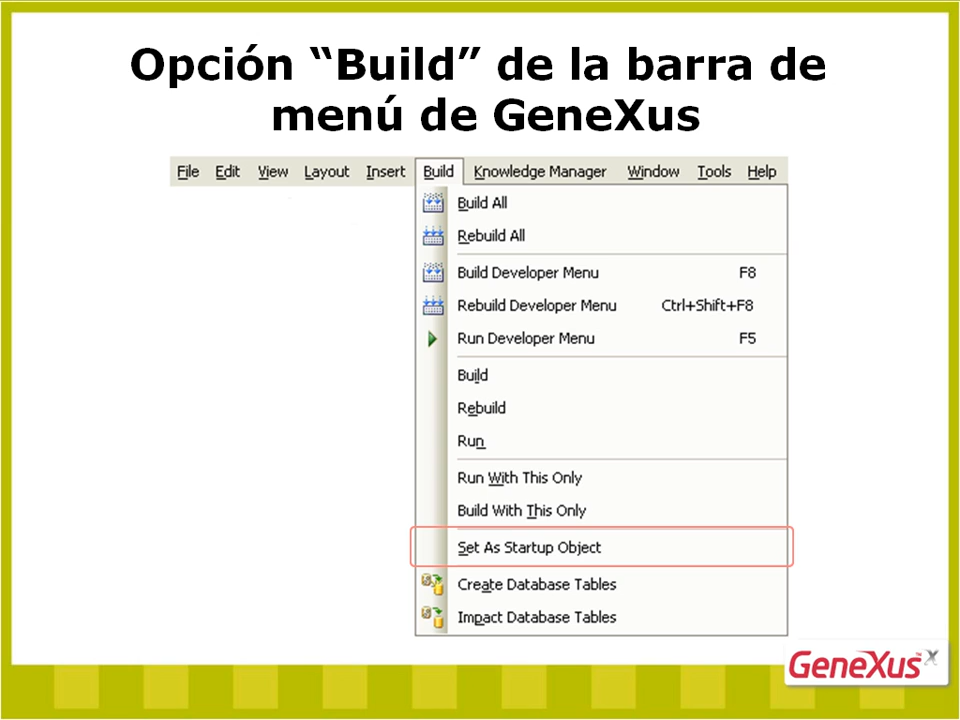 Opción “Build” de la barra de
menú de GeneXus
File Edit View Layout Insert Build Knowledge Manager Window Tools Help
Build All
Rebuild All
Build Developer Menu F8
Rebuild Developer Menu Ctrl+Shift+F8
Run Developer Menu F5
Build
Rebuild
Run
Run With This Only
Build With This Only
Set As Startup Object
Create Database Tables
Impact Database Tables
GeneXus™ X